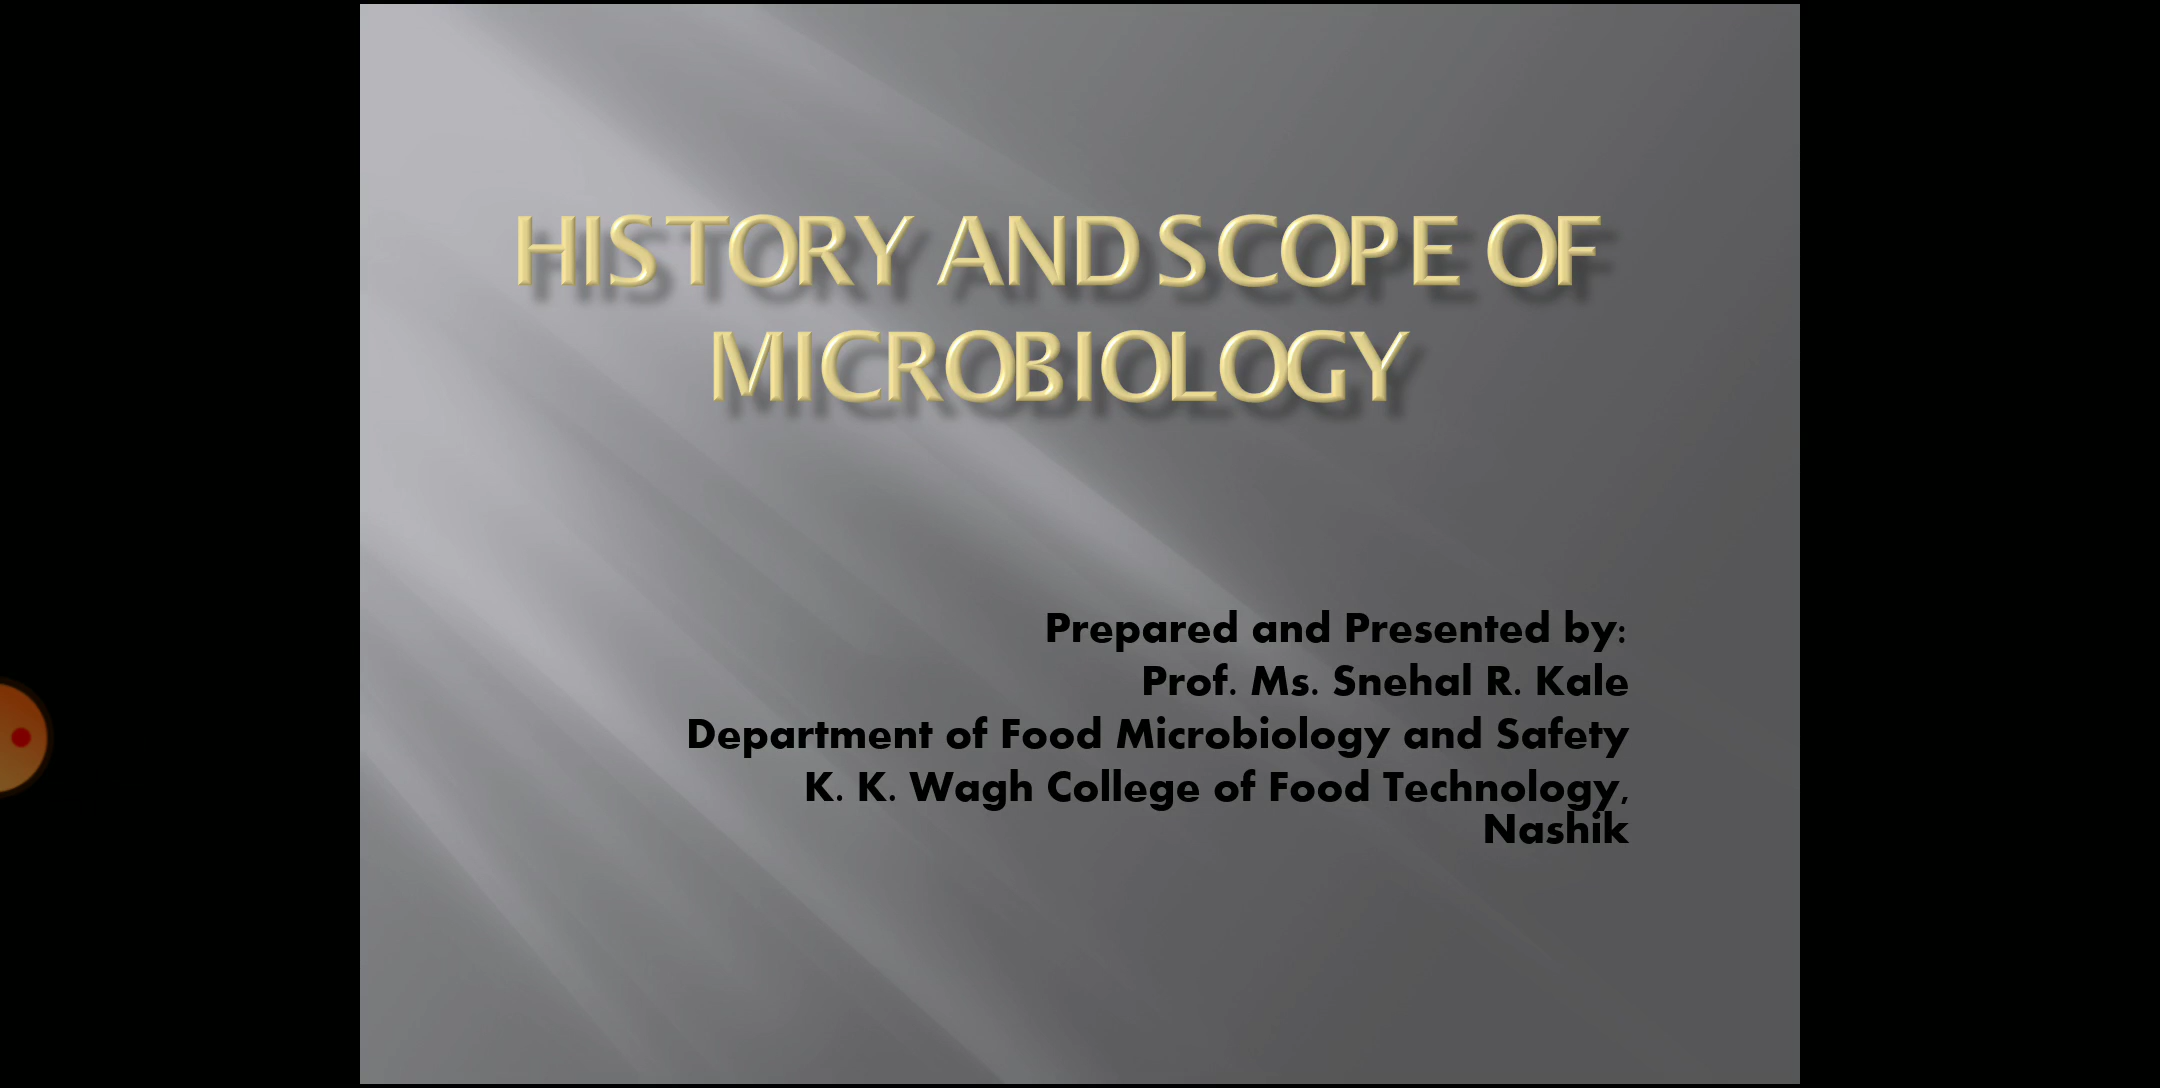 HISTORY AND SCOPE OF
MICROBIOLOGY
Prepared and Presented by:
Prof. Ms. Snehal R. Kale
Department of Food Microbiology and Safety
K. K. Wagh College of Food Technology,
Nashik